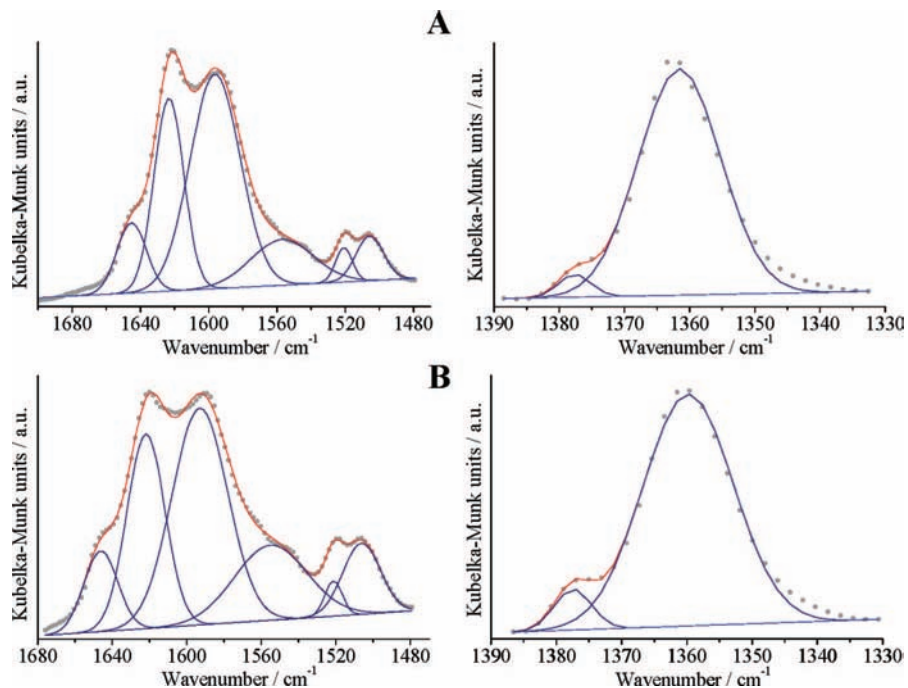 A
Kubelka-Munk units / a.u.
1680 1640 1600 1560 1520 1480
Wavenumber / cm-1
Kubelka-Munk units / a.u.
1390 1380 1370 1360 1350 1340 1330
Wavenumber / cm-1
B
Kubelka-Munk units / a.u.
1680 1640 1600 1560 1520 1480
Wavenumber / cm-1
Kubelka-Munk units / a.u.
1390 1380 1370 1360 1350 1340 1330
Wavenumber / cm-1